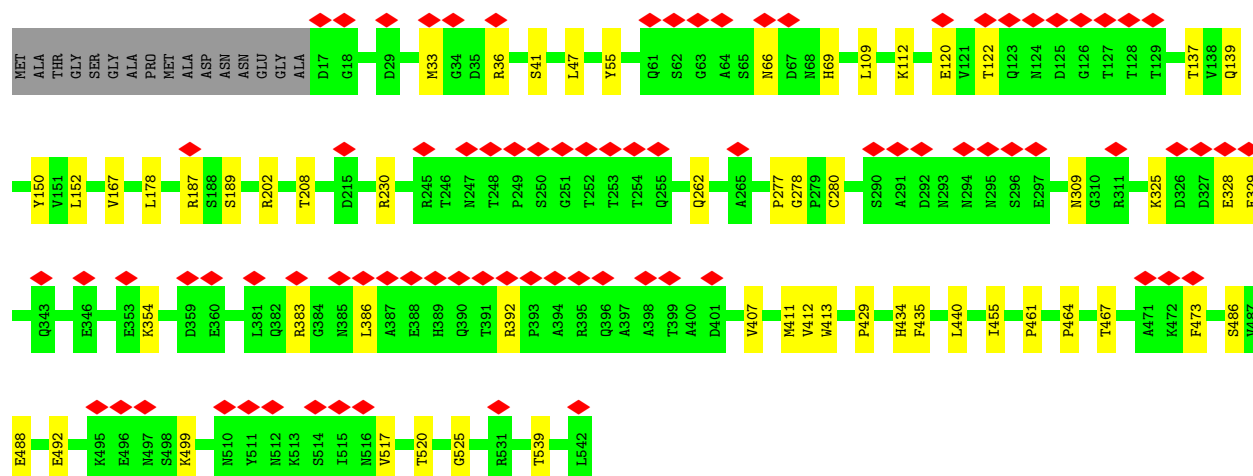 MET ALA THR GLY SER GLY ALA PRO MET ALA ASP ASN ASN GLU GLY ALA D17 G18 D29 M33 G34 D35 R36 S41 L47 Y55 Q61 S62 G63 A64 S65 N66 D67 N68 H69 L109 K112 E120 V121 T122 Q123 N124 D125 G126 T127 T128 T129 T137 V138 Q139
Y150 V151 L152 V167 L178 R187 S188 S189 R202 T208 D215 R230 R245 T246 N247 T248 P249 S250 G251 T252 T253 T254 Q255 Q262 A265 P277 G278 P279 C280 S290 A291 D292 N293 N294 N295 S296 E297 N309 G310 R311 K325 D326 D327 E328
Q343 E346 E353 K354 D359 E360 L381 Q382 R383 G384 N385 L386 A387 E388 H389 Q390 T391 R392 P393 A394 R395 Q396 A397 A398 T399 A400 D401 V407 M411 V412 W413 P429 H434 F435 L440 I455 P461 P464 T467 A471 K472 F473 S486
E488 E492 K495 E496 N497 S498 K499 N510 Y511 N512 K513 S514 I515 N516 V517 T520 G525 R531 T539 L542